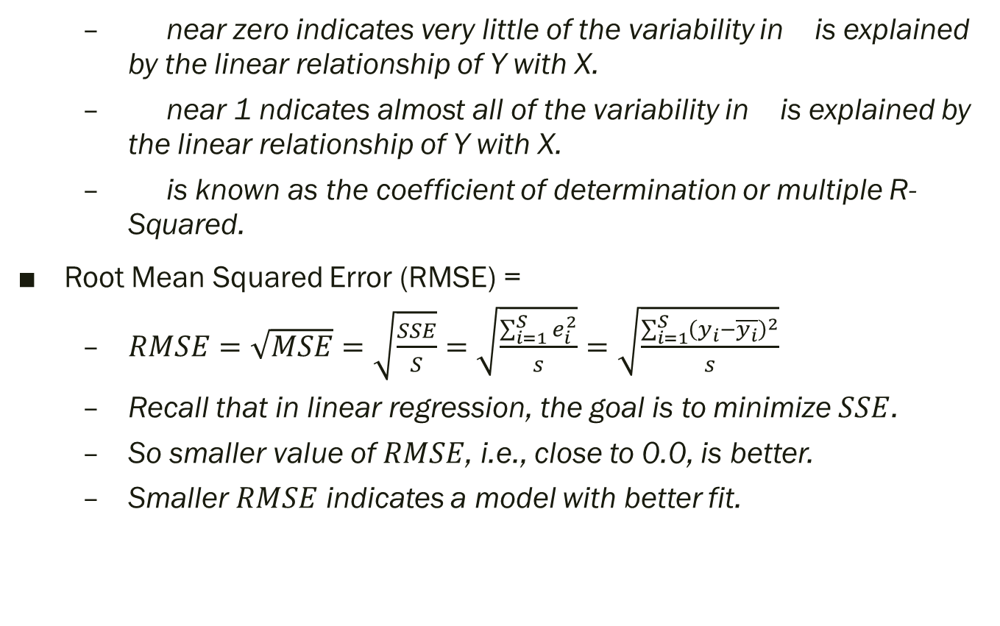 – near zero indicates very little of the variability in is explained
by the linear relationship of Y with X.
– near 1 ndicates almost all of the variability in is explained by
the linear relationship of Y with X.
– is known as the coefficient of determination or multiple R-
Squared.
■ Root Mean Squared Error (RMSE) =
– $RMSE = \sqrt{MSE} = \sqrt{\frac{SSE}{S}} = \sqrt{\frac{\sum_{i=1}^{S} e_i^2}{s}} = \sqrt{\frac{\sum_{i=1}^{S} (y_i - \overline{y_i})^2}{s}}$
– Recall that in linear regression, the goal is to minimize SSE.
– So smaller value of RMSE, i.e., close to 0.0, is better.
– Smaller RMSE indicates a model with better fit.